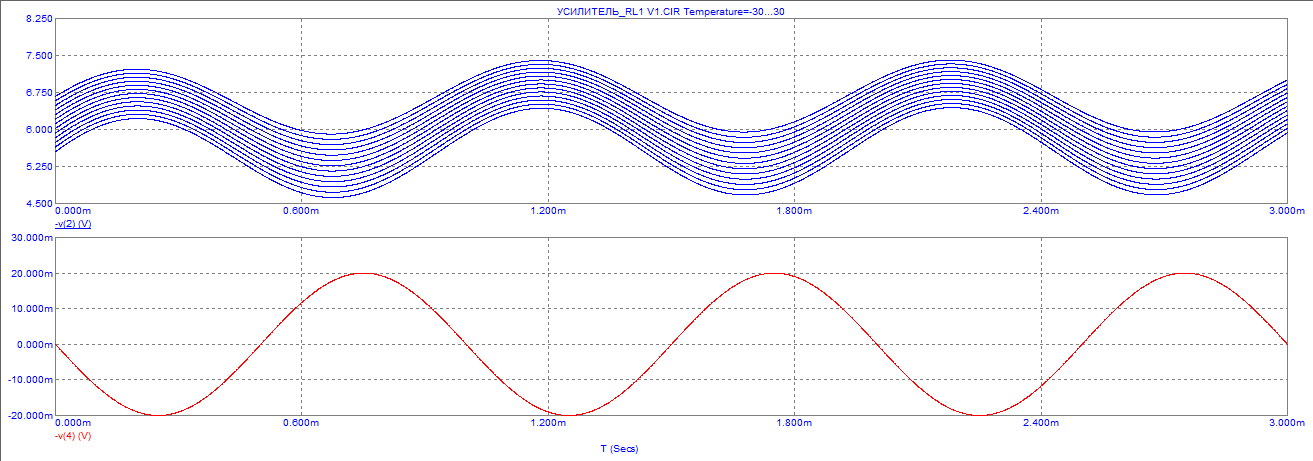 УСИЛИТЕЛЬ_RL1 V1.CIR Temperature=-30...30
8.250
7.500
6.750
6.000
5.250
4.500
0.000m 0.600m 1.200m 1.800m 2.400m 3.000m
-v(2) (V)
30.000m
20.000m
10.000m
0.000m
-10.000m
-20.000m
0.000m 0.600m 1.200m 1.800m 2.400m 3.000m
-v(4) (V)
T (Secs)